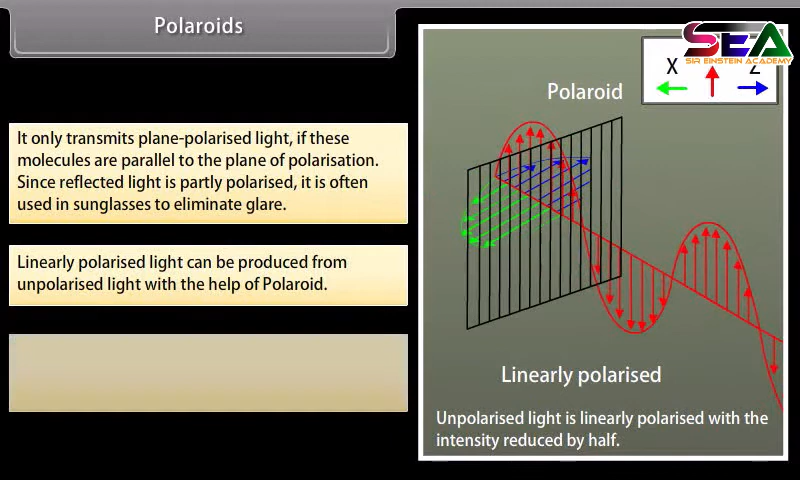 Polaroids
It only transmits plane-polarised light, if these
molecules are parallel to the plane of polarisation.
Since reflected light is partly polarised, it is often
used in sunglasses to eliminate glare.
Linearly polarised light can be produced from
unpolarised light with the help of Polaroid.
SEA
SIR EINSTEIN ACADEMY
X Z
Polaroid
Linearly polarised
Unpolarised light is linearly polarised with the
intensity reduced by half.